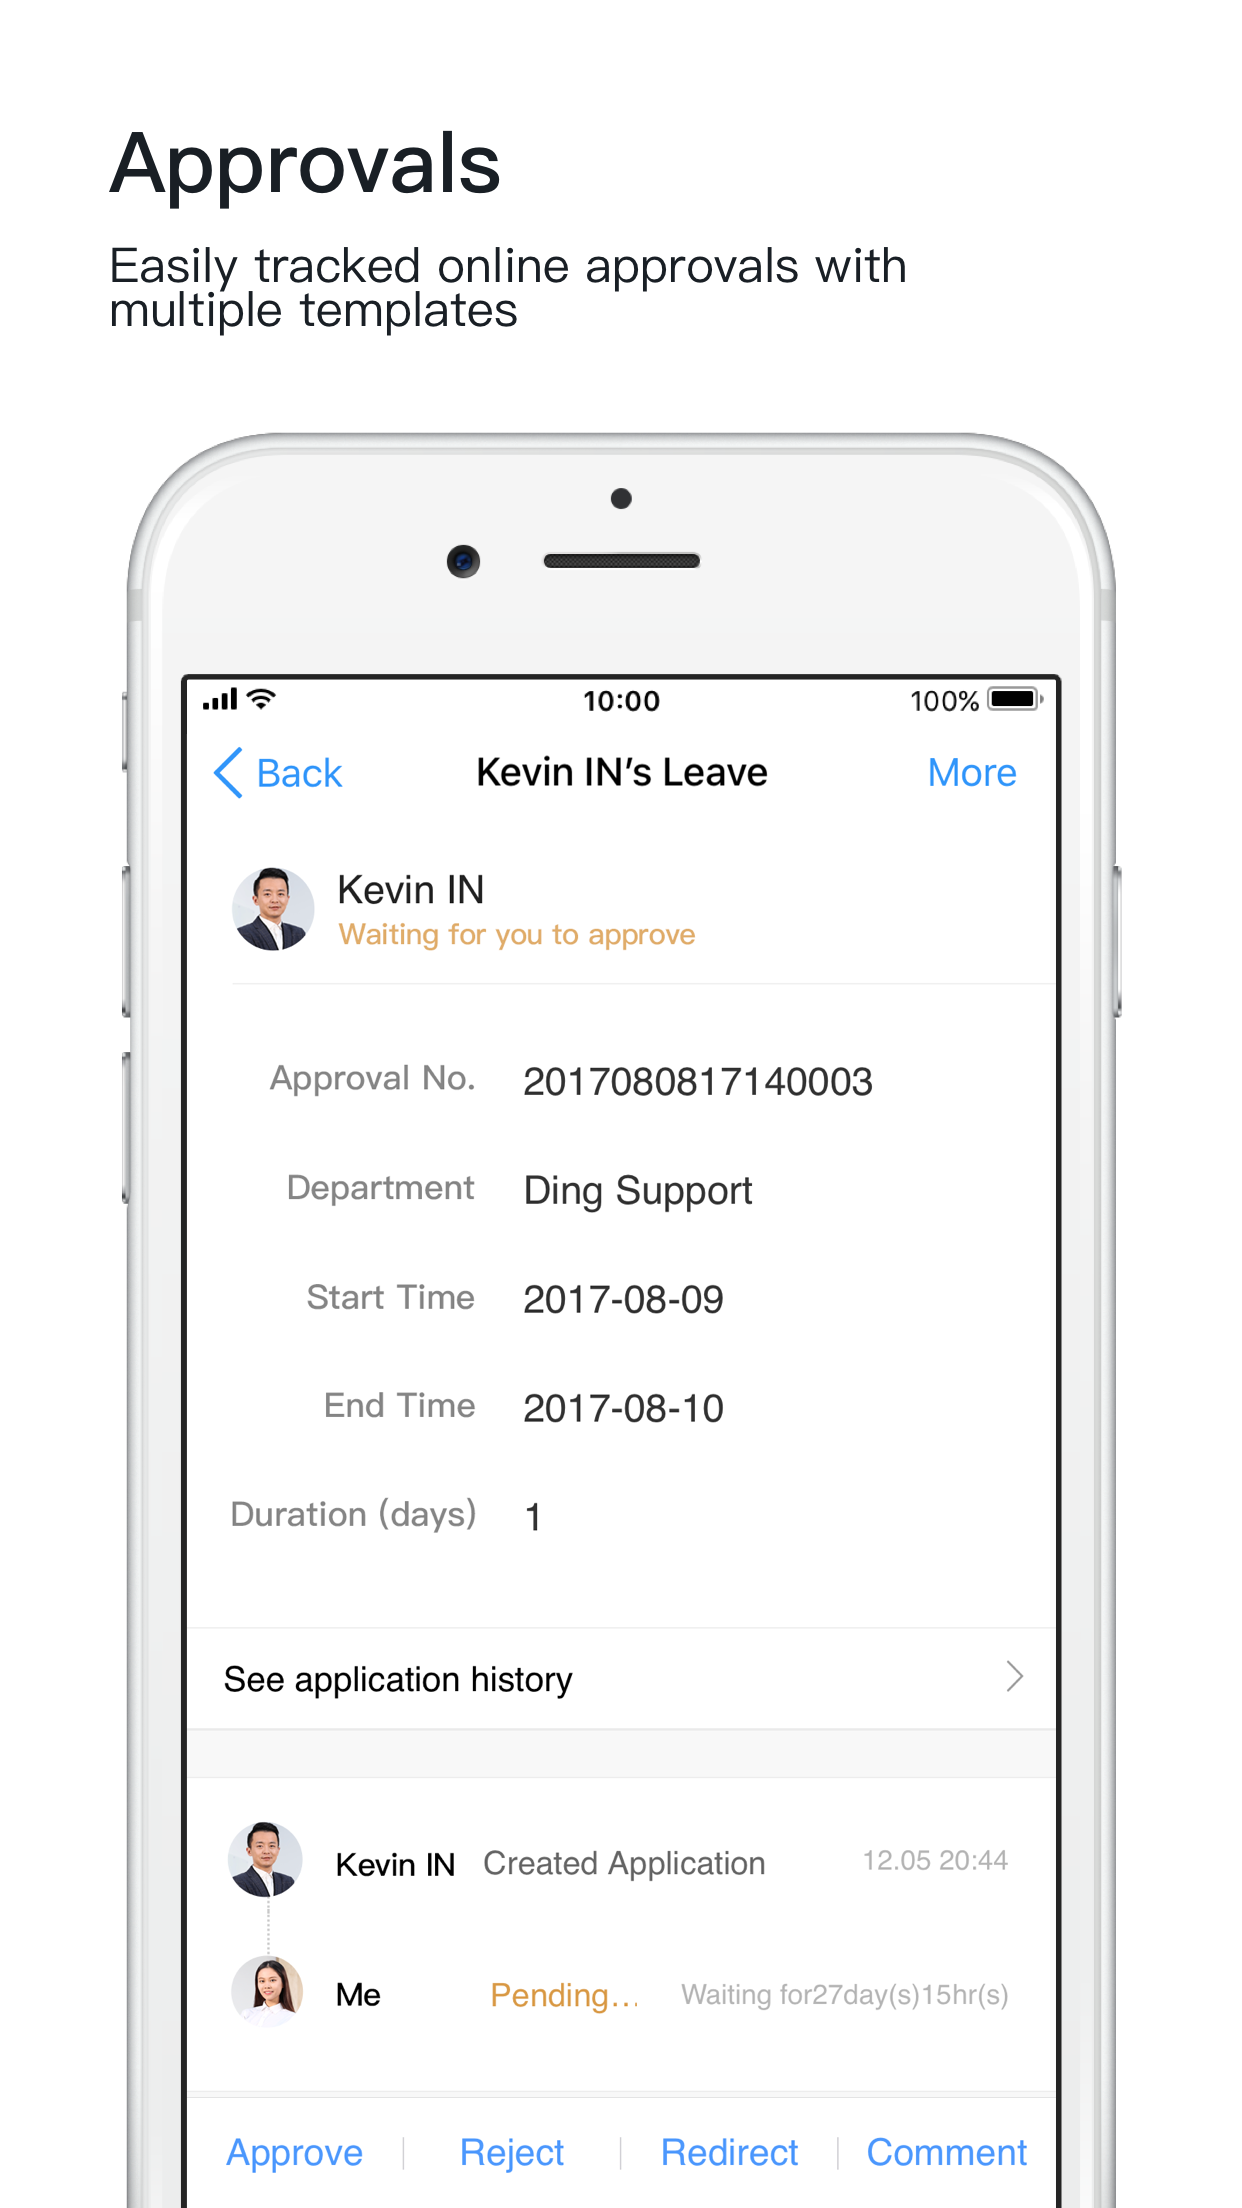 Approvals
Easily tracked online approvals with
multiple templates
10:00
100%
Back
Kevin IN’s Leave
More
Kevin IN
Waiting for you to approve
Approval No. 2017080817140003
Department Ding Support
Start Time 2017-08-09
End Time 2017-08-10
Duration (days) 1
See application history
Kevin IN Created Application 12.05 20:44
Me Pending... Waiting for27day(s)15hr(s)
Approve Reject Redirect Comment